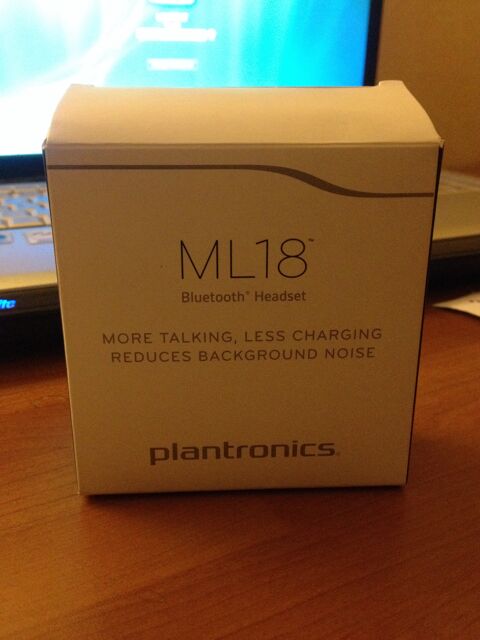 ML18™
Bluetooth® Headset
MORE TALKING, LESS CHARGING
REDUCES BACKGROUND NOISE
plantronics®